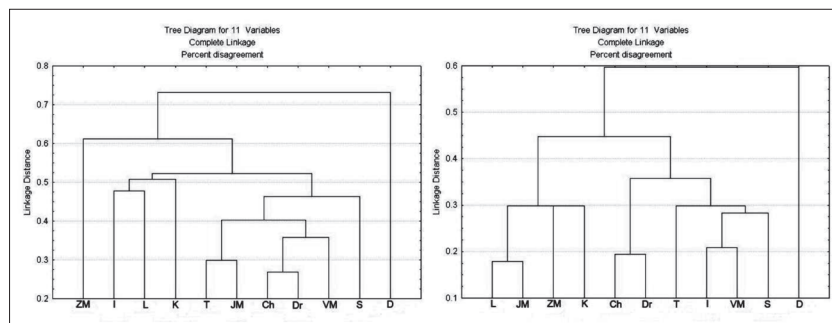 Tree Diagram for 11 Variables
Complete Linkage
Percent disagreement
0.8
0.7
0.6
0.5
0.4
0.3
0.2
Linkage Distance
ZM I L K T JM Ch Dr VM S D
Tree Diagram for 11 Variables
Complete Linkage
Percent disagreement
0.6
0.5
0.4
0.3
0.2
0.1
Linkage Distance
L JM ZM K Ch Dr T I VM S D